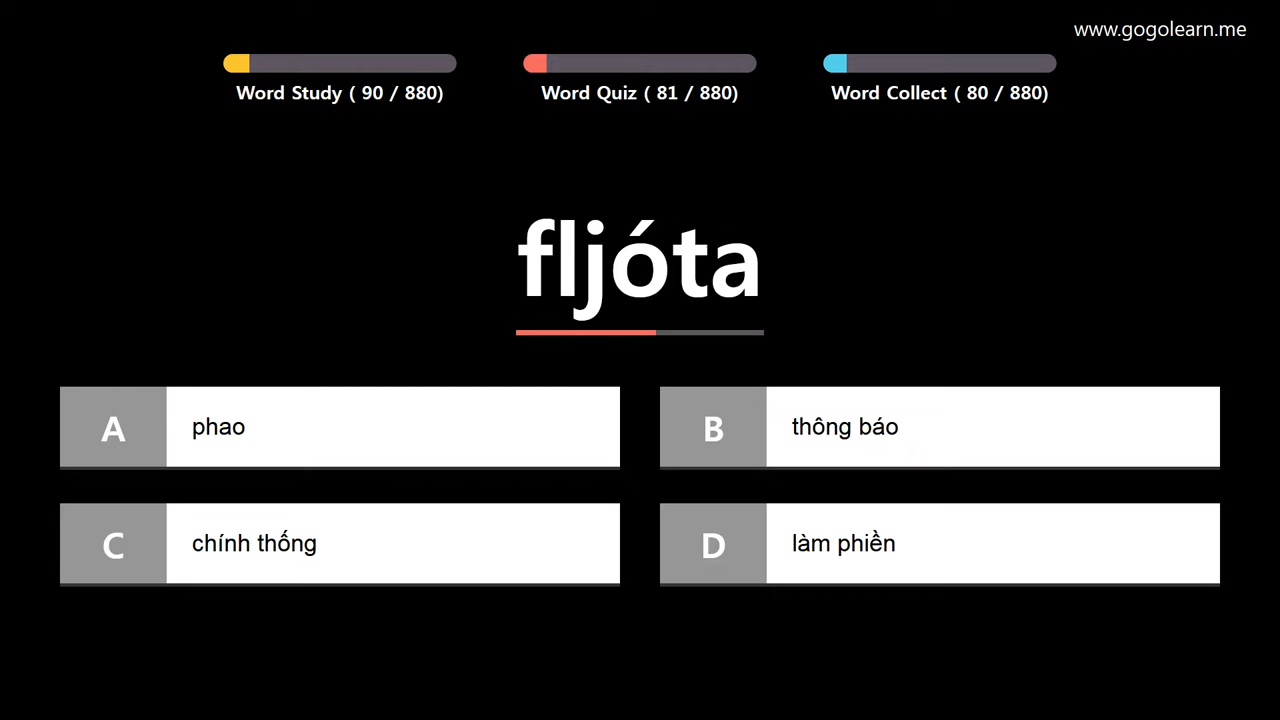 www.gogolearn.me
Word Study ( 90 / 880)
Word Quiz ( 81 / 880)
Word Collect ( 80 / 880)
fljóta
A phao
B thông báo
C chính thống
D làm phiền